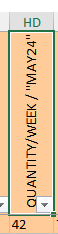 HD
QUANTITY/WEEK / "MAY24"
42